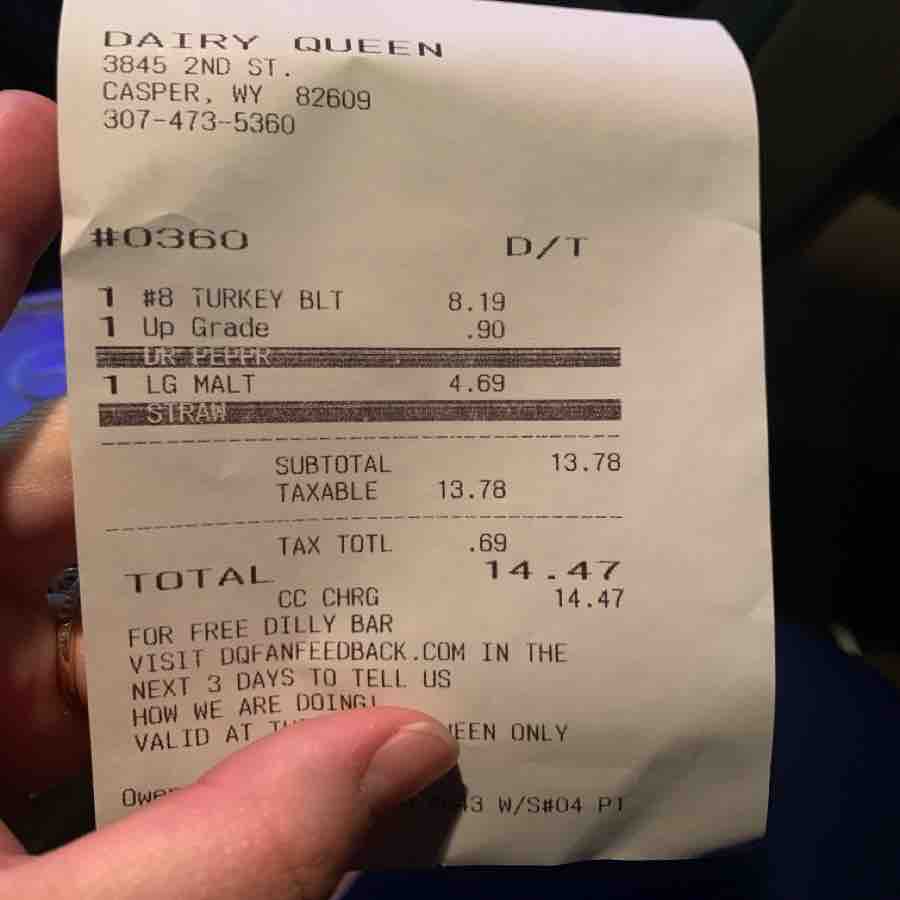 DAIRY QUEEN
3845 2ND ST.
CASPER, WY 82609
307-473-5360
#0360 D/T
1 #8 TURKEY BLT 8.19
1 Up Grade .90
DR PEPPR
1 LG MALT 4.69
STRAW
SUBTOTAL 13.78
TAXABLE 13.78
TAX TOTL .69
TOTAL 14.47
CC CHRG 14.47
FOR FREE DILLY BAR
VISIT DQFANFEEDBACK.COM IN THE
NEXT 3 DAYS TO TELL US
HOW WE ARE DOING!
VALID AT ONLY
W/S#04